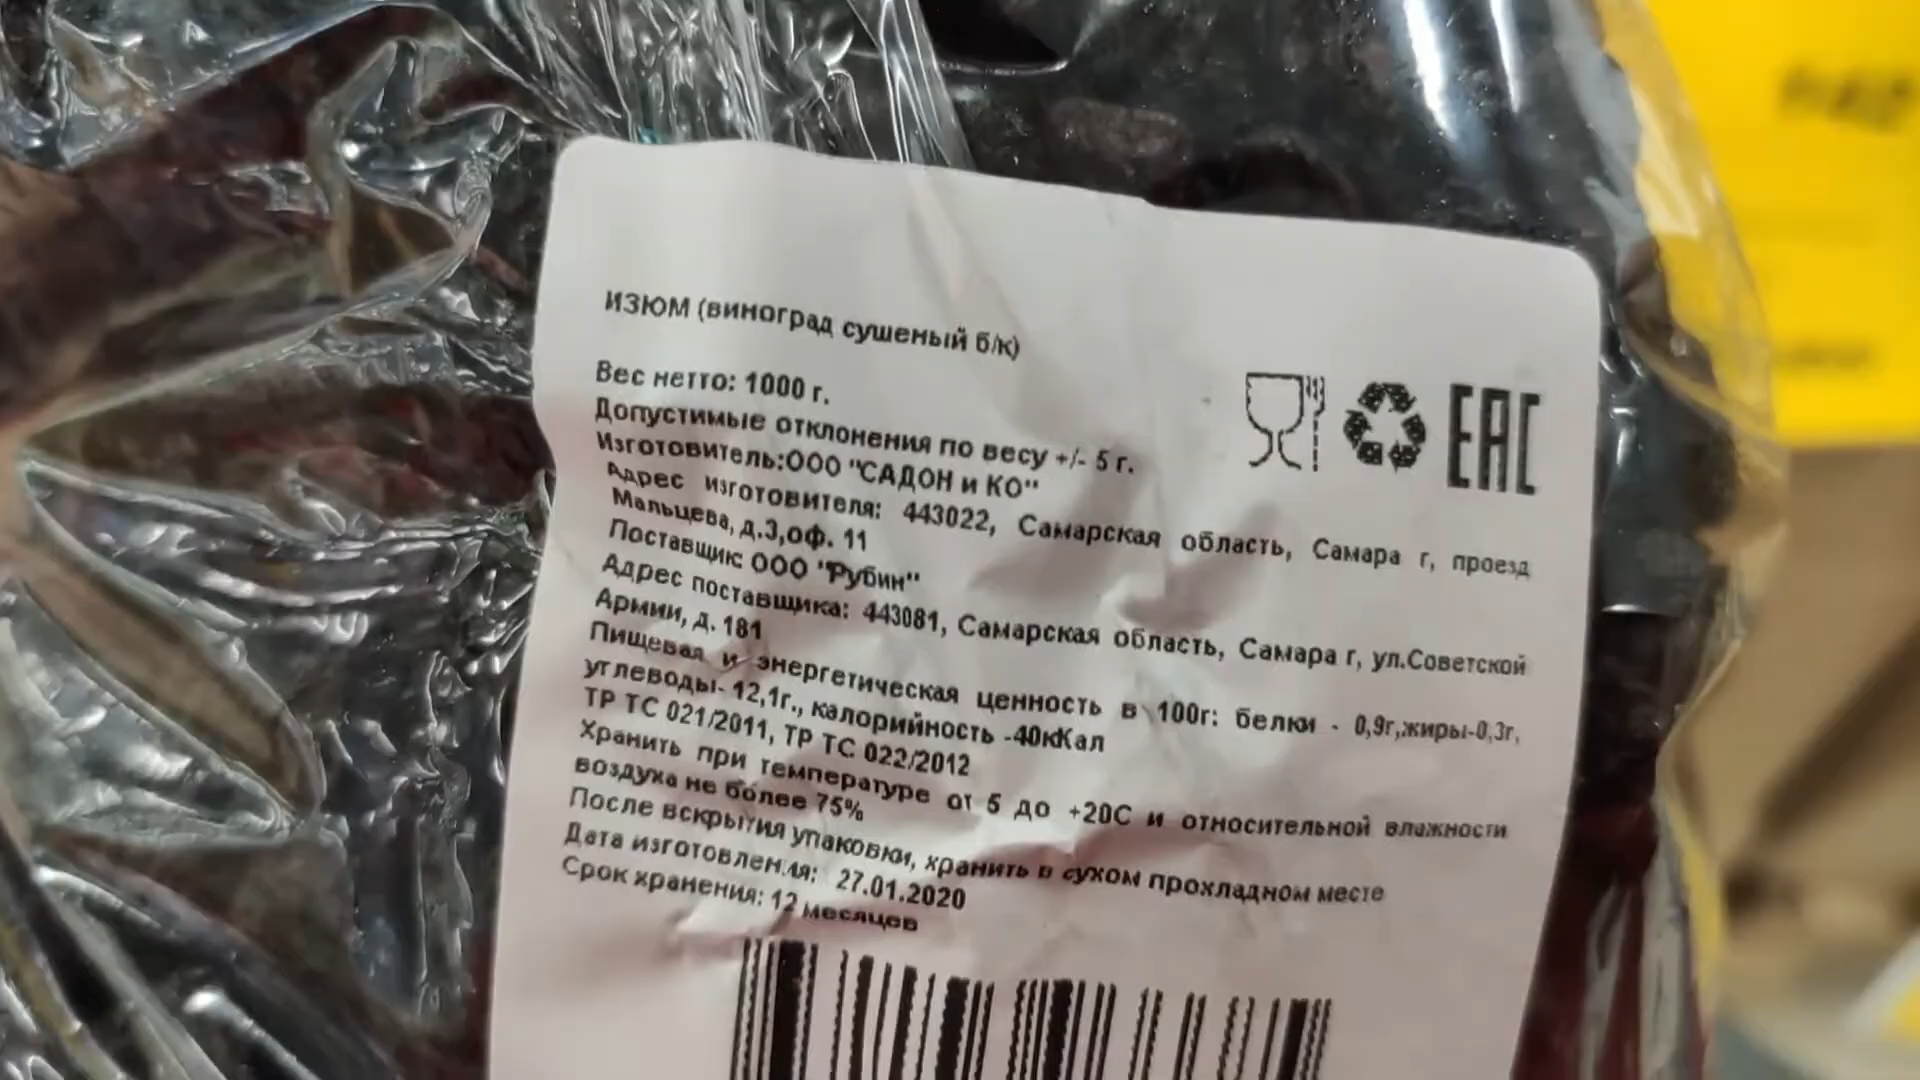 ИЗЮМ (виноград сушеный б/к)
Вес нетто: 1000 г.
Допустимые отклонения по весу +/- 5 г.
Изготовитель:ООО "САДОН и КО"
Адрес изготовителя: 443022, Самарская область, Самара г, проезд
Мальцева, д.3,оф. 11
Поставщик: ООО "Рубин"
Адрес поставщика: 443081, Самарская область, Самара г, ул.Советской
Армии, д. 181
Пищевая и энергетическая ценность в 100г: белки - 0,9г,жиры-0,3г,
углеводы- 12,1г., калорийность -40кКал
ТР ТС 021/2011, ТР ТС 022/2012
Хранить при температуре от 5 до +20С и относительной влажности
воздуха не более 75%
После вскрытия упаковки, хранить в сухом прохладном месте
Дата изготовления: 27.01.2020
Срок хранения: 12 месяцев
EAC